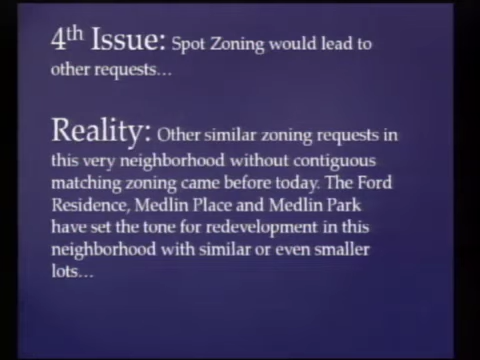 4th Issue: Spot Zoning would lead to
other requests…
Reality: Other similar zoning requests in
this very neighborhood without contiguous
matching zoning came before today. The Ford
Residence, Medlin Place and Medlin Park
have set the tone for redevelopment in this
neighborhood with similar or even smaller
lots…